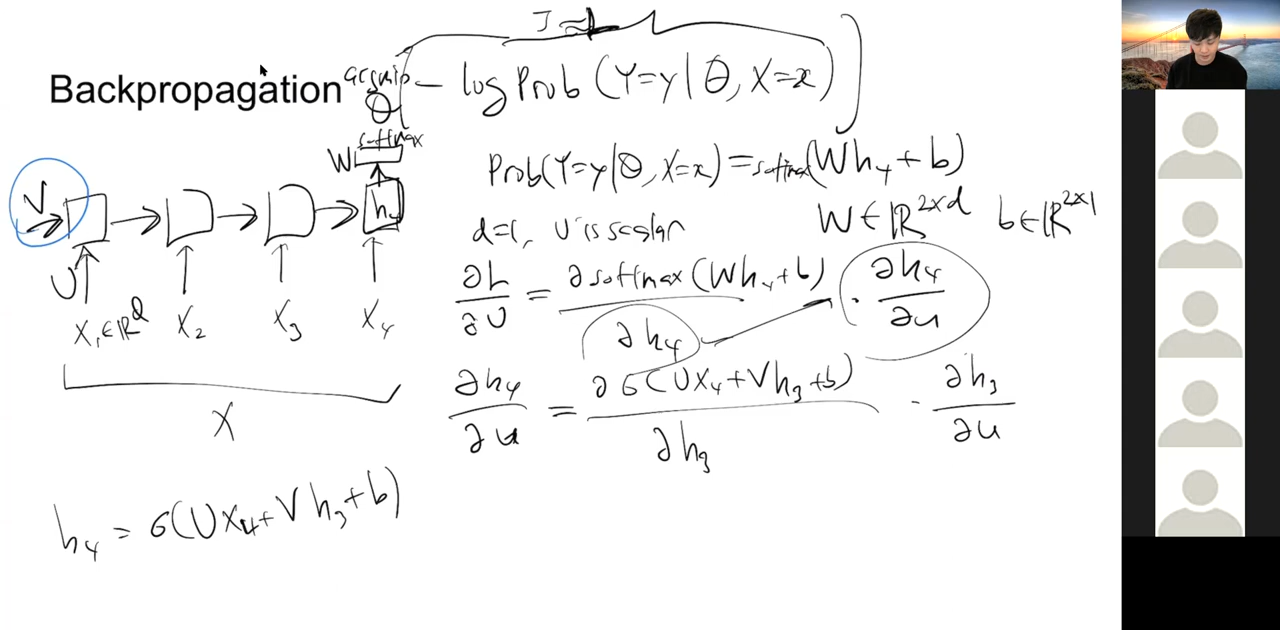 Backpropagation
argmin
θ
J =
− log Prob (Y=y | θ, X=x)
softmax
W
Prob(Y=y | θ, X=x) = softmax(Wh₄ + b)
V
h₄
d=1, U is scalar
W ∈ ℝ^{2×d} b ∈ ℝ^{2×1}
U
x₁ ∈ ℝ^d x₂ x₃ x₄
X
∂L/∂U = ∂softmax(Wh₄+b)/∂h₄ · ∂h₄/∂u
∂h₄/∂u = ∂σ(Ux₄+Vh₃+b)/∂h₃ · ∂h₃/∂u
h₄ = σ(Ux₄+Vh₃+b)